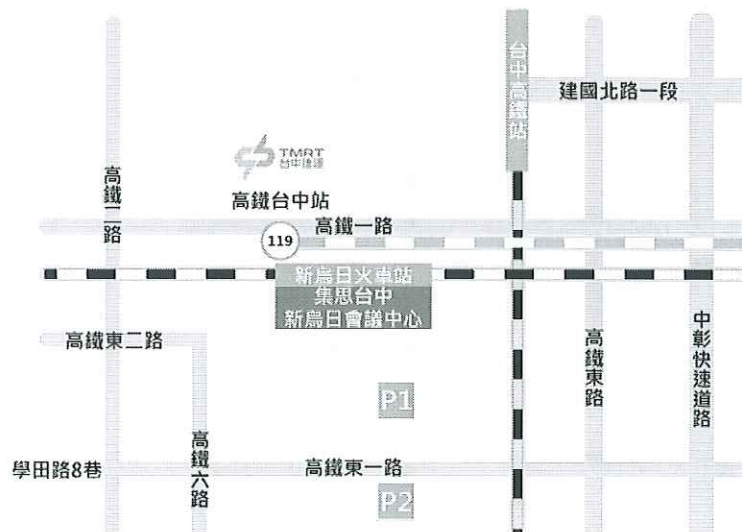 台中高鐵站
建國北路一段
TMRT
台中捷運
高鐵二路
高鐵台中站
高鐵一路
119
新烏日火車站
集思台中
新烏日會議中心
高鐵東二路
高鐵東路
中彰快速道路
P1
高鐵六路
學田路8巷
高鐵東一路
P2